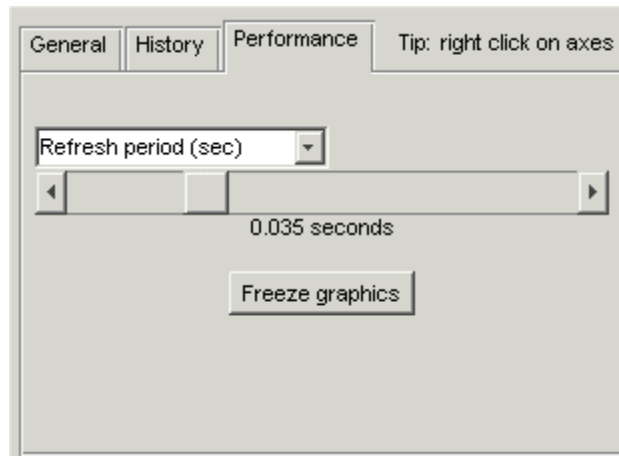 General History Performance Tip: right click on axes
Refresh period (sec)
0.035 seconds
Freeze graphics